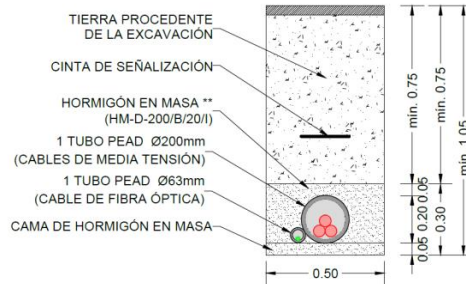 TIERRA PROCEDENTE
DE LA EXCAVACIÓN
CINTA DE SEÑALIZACIÓN
HORMIGÓN EN MASA **
(HM-D-200/B/20/I)
1 TUBO PEAD Ø200mm
(CABLES DE MEDIA TENSIÓN)
1 TUBO PEAD Ø63mm
(CABLE DE FIBRA ÓPTICA)
CAMA DE HORMIGÓN EN MASA
min. 0.75
0.05
0.20
0.05
min. 0.75
0.30
min. 1.05
0.50